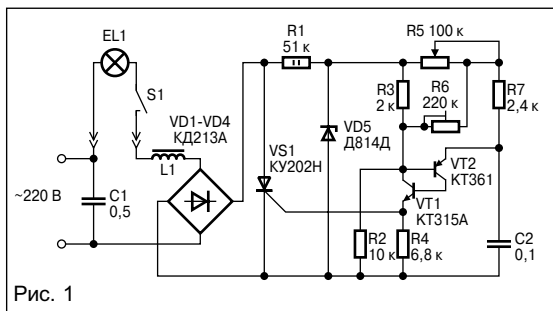 EL1
S1
VD1-VD4
КД213А
L1
~220 В
C1
0,5
R1
51 к
VS1
КУ202Н
VD5
Д814Д
R5 100 к
R3
2 к
R6
220 к
R7
2,4 к
VT2
КТ361
VT1
КТ315А
R2
10 к
R4
6,8 к
C2
0,1
Рис. 1